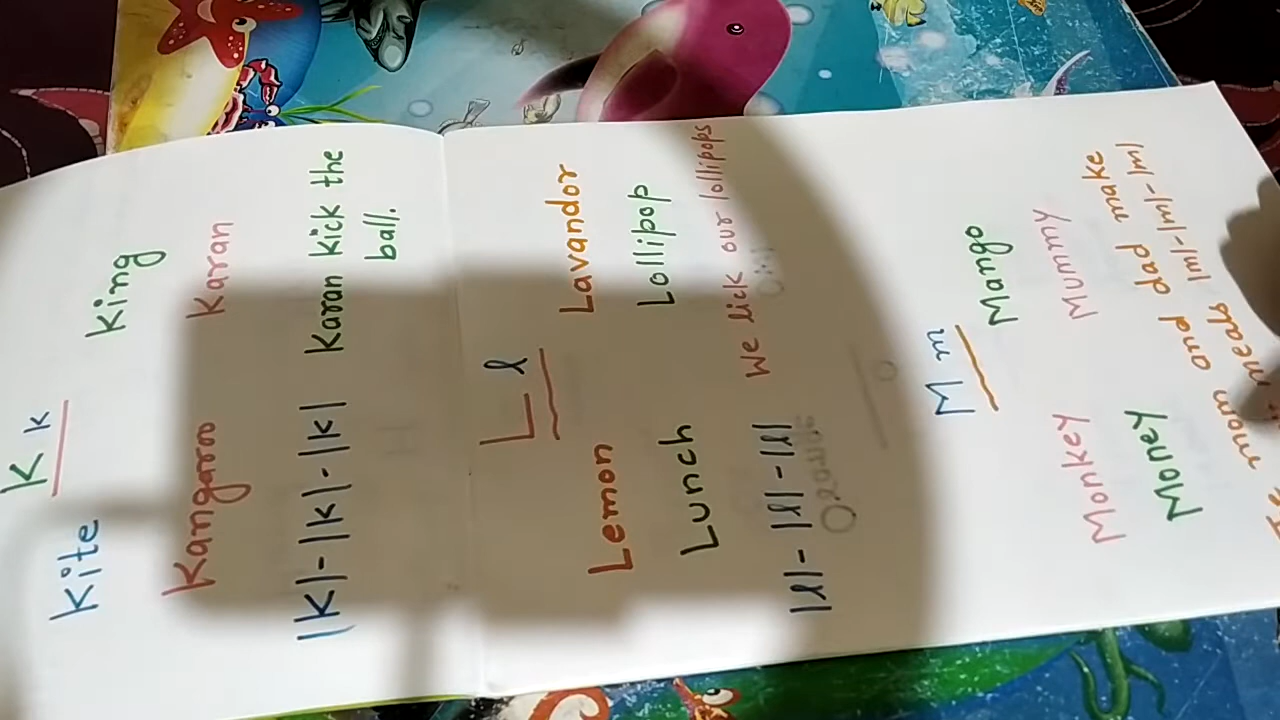 K k
Kite King
Kangaroo Karan
|K|-|K|-|K| Karan kick the
ball.
L l
Lemon Lavandor
Lunch Lollipop
|l|-|l|-|l| We lick our lollipops
M m
Mango
Monkey Mummy
Money
mom and dad make
meals |m|-|m|-|m|